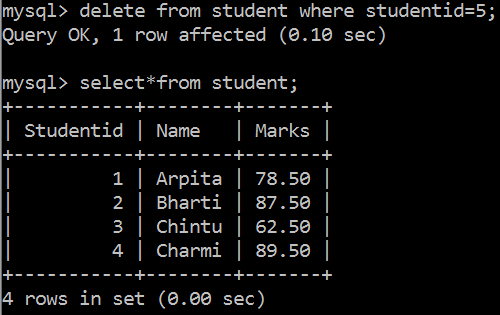 mysql> delete from student where studentid=5;
Query OK, 1 row affected (0.10 sec)

mysql> select*from student;
+-----------+--------+-------+
| Studentid | Name   | Marks |
+-----------+--------+-------+
|         1 | Arpita | 78.50 |
|         2 | Bharti | 87.50 |
|         3 | Chintu | 62.50 |
|         4 | Charmi | 89.50 |
+-----------+--------+-------+
4 rows in set (0.00 sec)